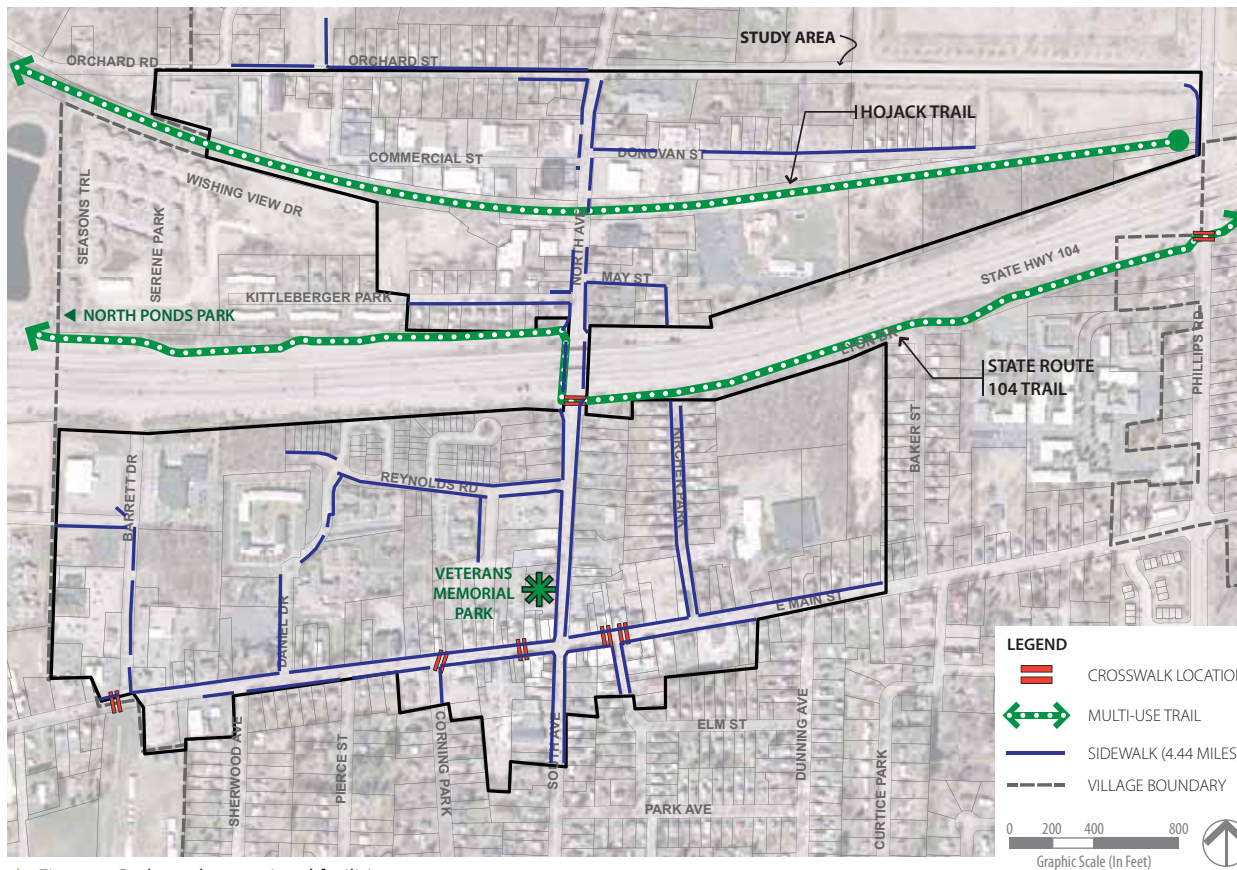 STUDY AREA
ORCHARD RD
ORCHARD ST
HOJACK TRAIL
COMMERCIAL ST
DONOVAN ST
WISHING VIEW DR
SEASONS TRL
SERENE PARK
NORTH AVE
STATE HWY 104
MAY ST
KITTLEBERGER PARK
NORTH PONDS PARK
PHILLIPS RD
LYON DR
STATE ROUTE
104 TRAIL
BAKER ST
KIRCHER PARK
BARRETT DR
REYNOLDS RD
VETERANS
MEMORIAL
PARK
E MAIN ST
DANIEL DR
SHERWOOD AVE
PIERCE ST
CORNING PARK
SOUTH AVE
ELM ST
DUNNING AVE
CURTICE PARK
PARK AVE
LEGEND
CROSSWALK LOCATION
MULTI-USE TRAIL
SIDEWALK (4.44 MILES
VILLAGE BOUNDARY
0 200 400 800
Graphic Scale (In Feet)